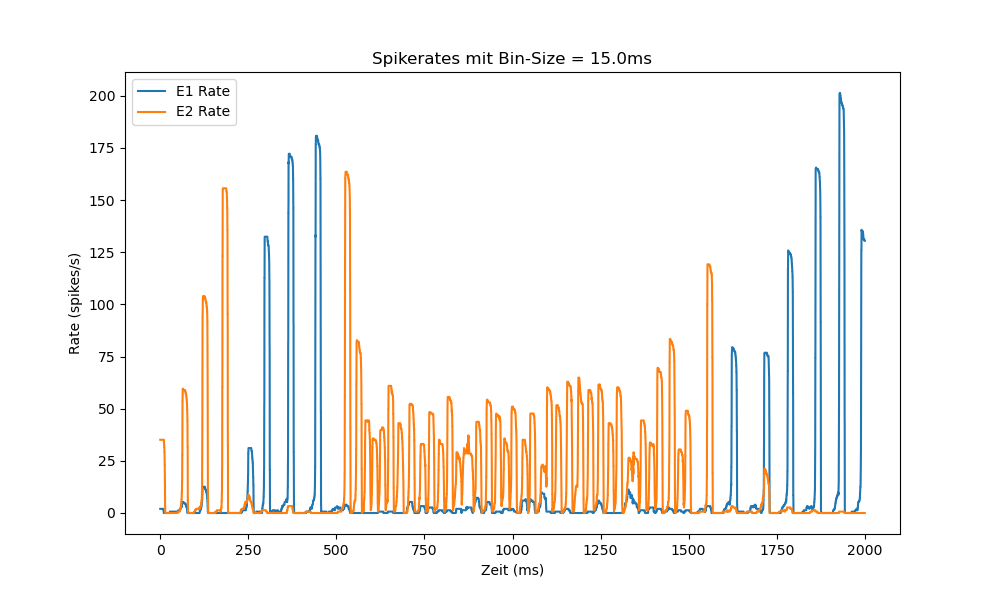 Spikerates mit Bin-Size = 15.0ms
E1 Rate
E2 Rate
200
175
150
125
100
75
50
25
0
Rate (spikes/s)
0 250 500 750 1000 1250 1500 1750 2000
Zeit (ms)